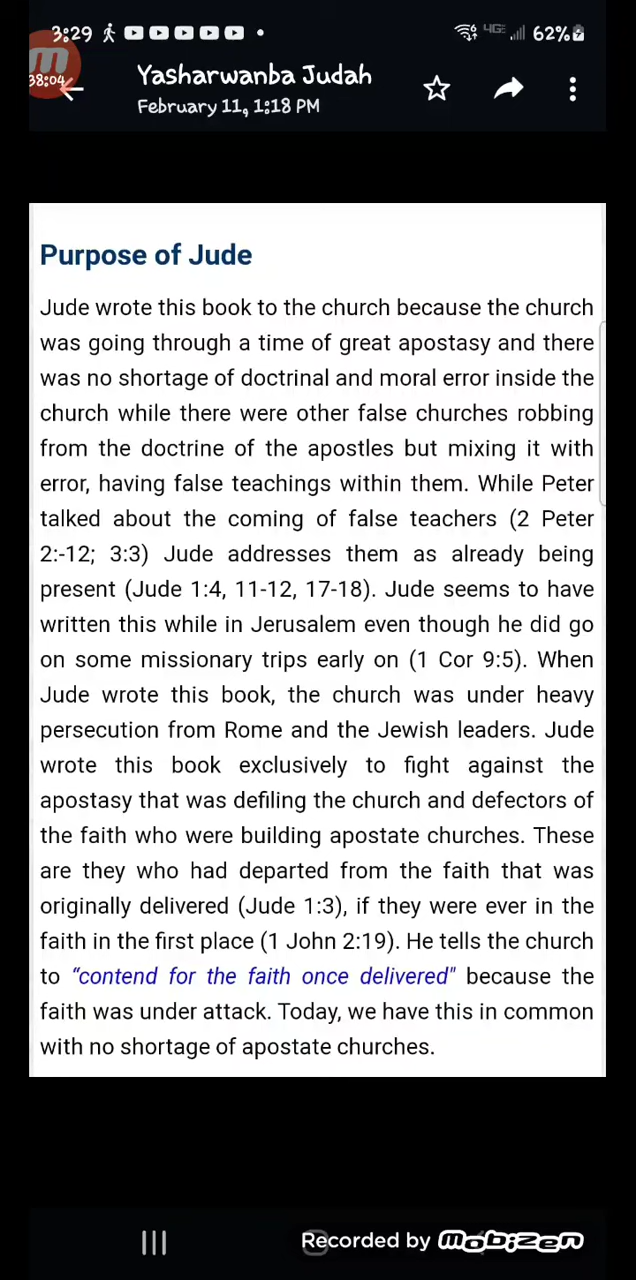 3:29 4GE 62%
38:04
Yasharwanba Judah
February 11, 1:18 PM
Purpose of Jude
Jude wrote this book to the church because the church
was going through a time of great apostasy and there
was no shortage of doctrinal and moral error inside the
church while there were other false churches robbing
from the doctrine of the apostles but mixing it with
error, having false teachings within them. While Peter
talked about the coming of false teachers (2 Peter
2:-12; 3:3) Jude addresses them as already being
present (Jude 1:4, 11-12, 17-18). Jude seems to have
written this while in Jerusalem even though he did go
on some missionary trips early on (1 Cor 9:5). When
Jude wrote this book, the church was under heavy
persecution from Rome and the Jewish leaders. Jude
wrote this book exclusively to fight against the
apostasy that was defiling the church and defectors of
the faith who were building apostate churches. These
are they who had departed from the faith that was
originally delivered (Jude 1:3), if they were ever in the
faith in the first place (1 John 2:19). He tells the church
to “contend for the faith once delivered" because the
faith was under attack. Today, we have this in common
with no shortage of apostate churches.
Recorded by mobizen